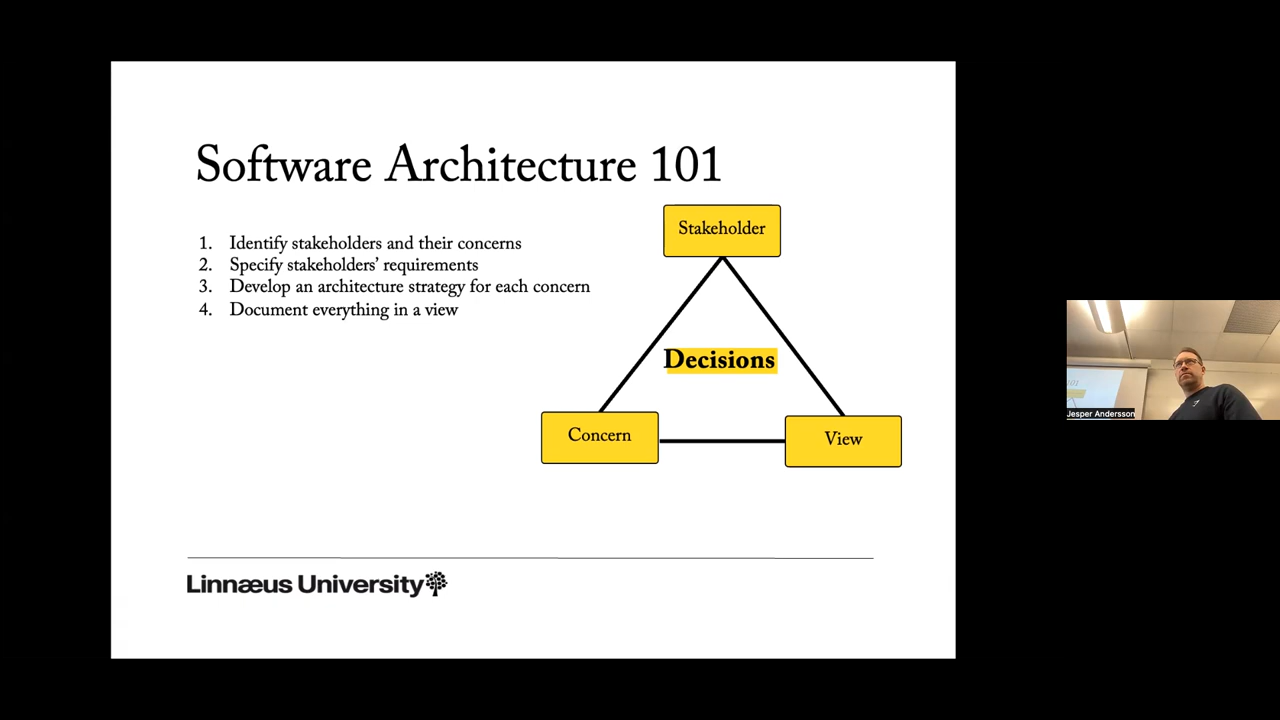 Software Architecture 101
1. Identify stakeholders and their concerns
2. Specify stakeholders’ requirements
3. Develop an architecture strategy for each concern
4. Document everything in a view
Stakeholder
Decisions
Concern
View
Linnæus University
Jesper Andersson